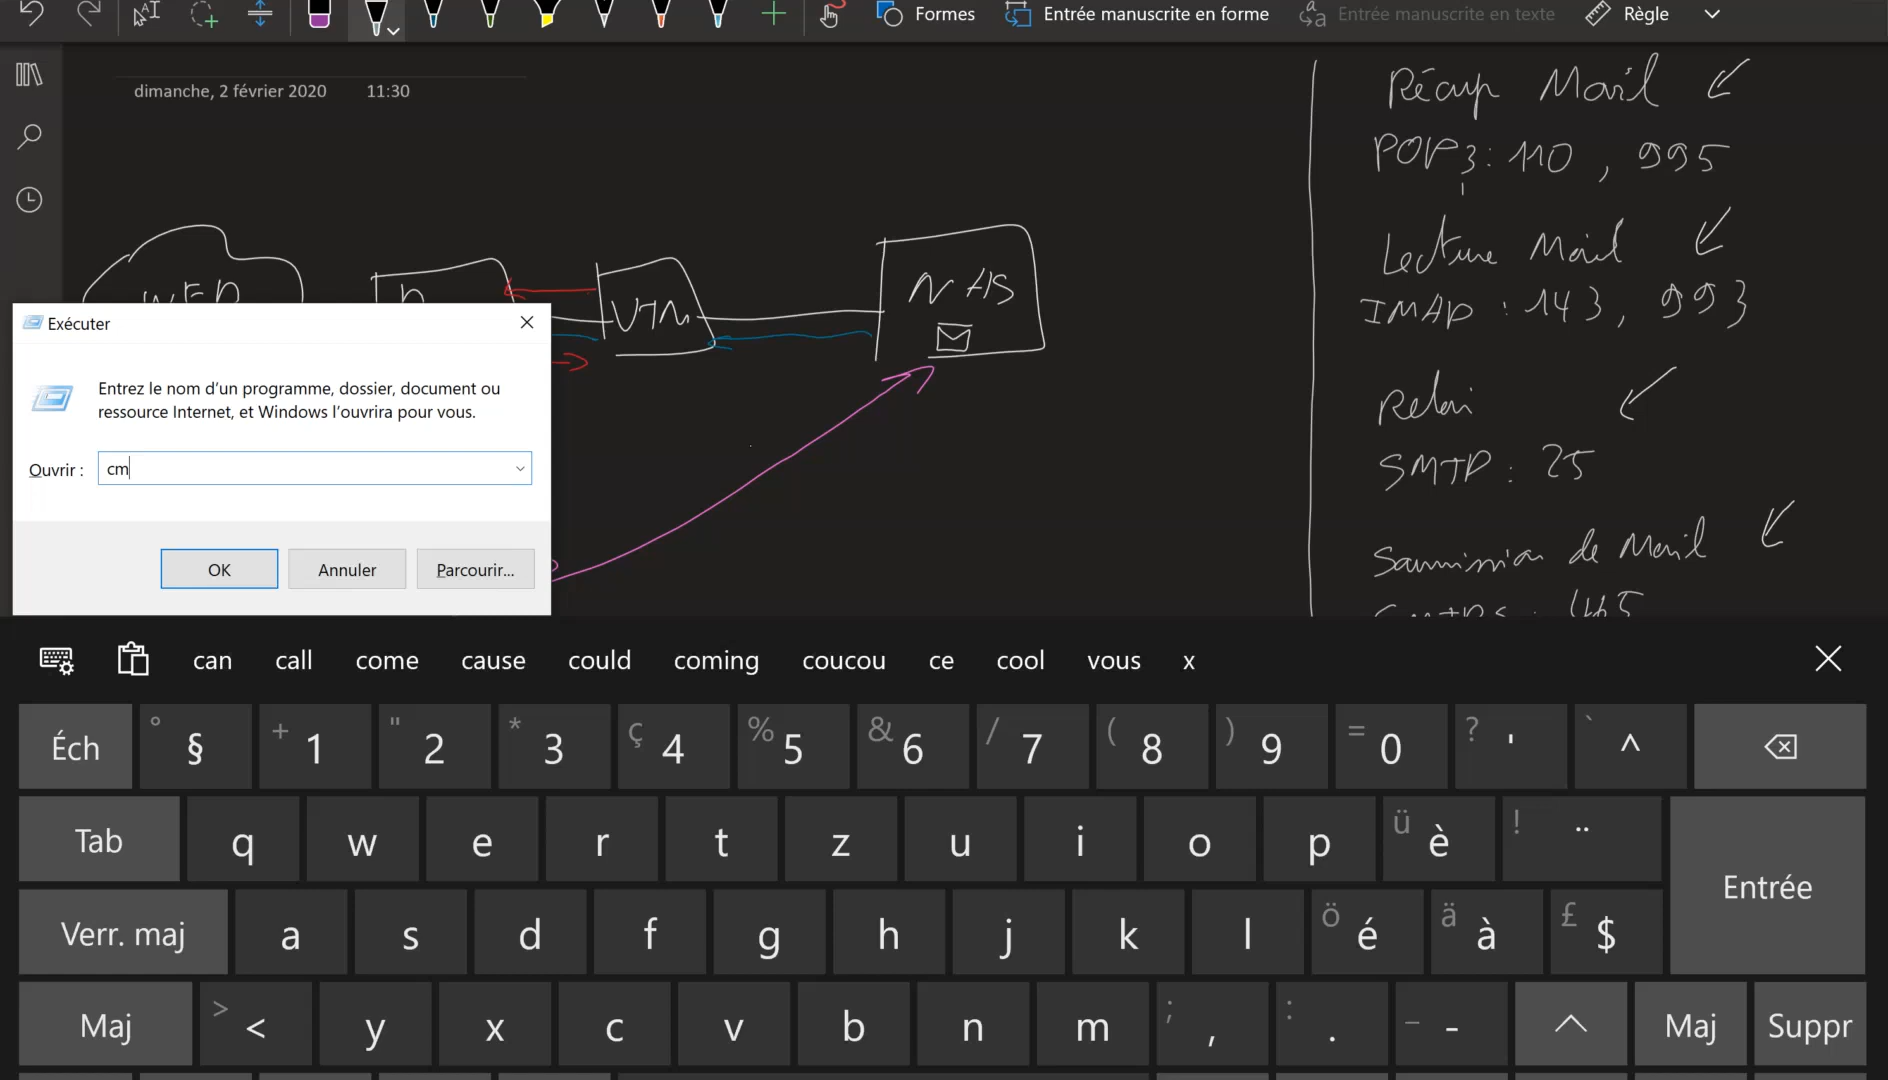 Formes Entrée manuscrite en forme Entrée manuscrite en texte Règle
dimanche, 2 février 2020 11:30
Récup Mail
POP3: 110, 995
Lecture Mail
IMAP : 143, 993
Relai
SMTP : 25
Soumission de Mail
SMTPS : 465
WEB
VTM
NAS
Exécuter
Entrez le nom d'un programme, dossier, document ou
ressource Internet, et Windows l'ouvrira pour vous.
Ouvrir : cm
OK Annuler Parcourir...
can call come cause could coming coucou ce cool vous x
Éch ° § + 1 " 2 * 3 ç 4 % 5 & 6 / 7 ( 8 ) 9 = 0 ? ' ` ^
Tab q w e r t z u i o p ü è ! ¨ Entrée
Verr. maj a s d f g h j k l ö é ä à £ $
Maj > < y x c v b n m ; , : . _ - Maj Suppr